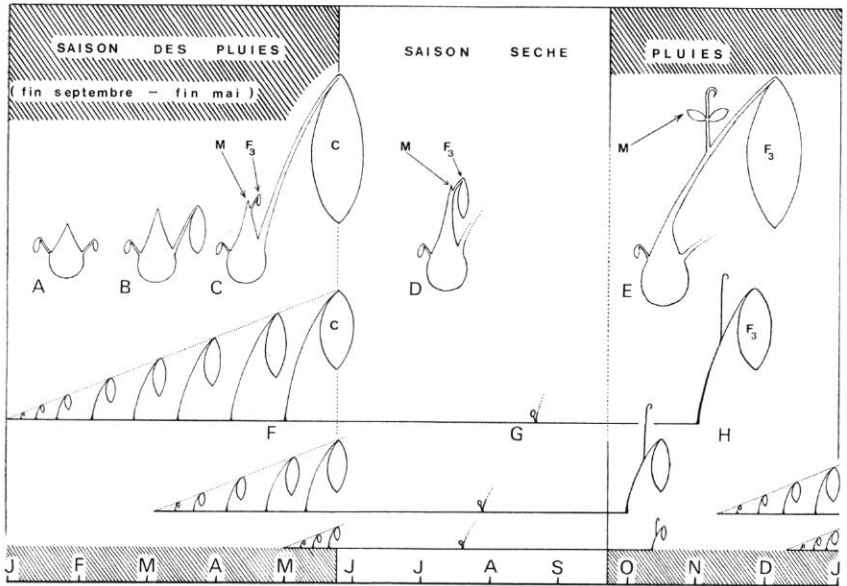 SAISON DES PLUIES
(fin septembre — fin mai)
SAISON SECHE
PLUIES
M F3 C
M F3
M F3
A B C D E
C
F3
F G H
J F M A M J J A S O N D J